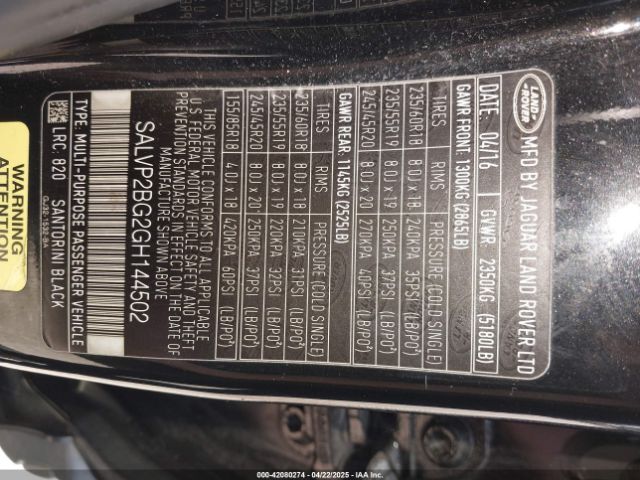 LAND
ROVER
MFD BY JAGUAR LAND ROVER LTD
DATE 04/16 GVWR 2350KG (5180LB)
GAWR FRONT: 1300KG (2865LB)
TIRES RIMS PRESSURE (COLD SINGLE)
235/60R18 8.0J x 18 240KPA 35PSI (LB/PO²)
235/55R19 8.0J x 19 250KPA 37PSI (LB/PO²)
245/45R20 8.0J x 20 270KPA 40PSI (LB/PO²)
GAWR REAR: 1145KG (2525LB)
TIRES RIMS PRESSURE (COLD SINGLE)
235/60R18 8.0J x 18 210KPA 31PSI (LB/PO²)
235/55R19 8.0J x 19 220KPA 32PSI (LB/PO²)
245/45R20 8.0J x 20 250KPA 37PSI (LB/PO²)
155/85R18 4.0J x 18 420KPA 60PSI (LB/PO²)
THIS VEHICLE CONFORMS TO ALL APPLICABLE
U.S FEDERAL MOTOR VEHICLE SAFETY AND THEFT
PREVENTION STANDARDS IN EFFECT ON THE DATE OF
MANUFACTURE SHOWN ABOVE
SALVP2BG2GH144502
TYPE: MULTI-PURPOSE PASSENGER VEHICLE
LRC 820 SANTORINI BLACK
WARNING
000-42080274 - 04/22/2025 - IAA Inc.